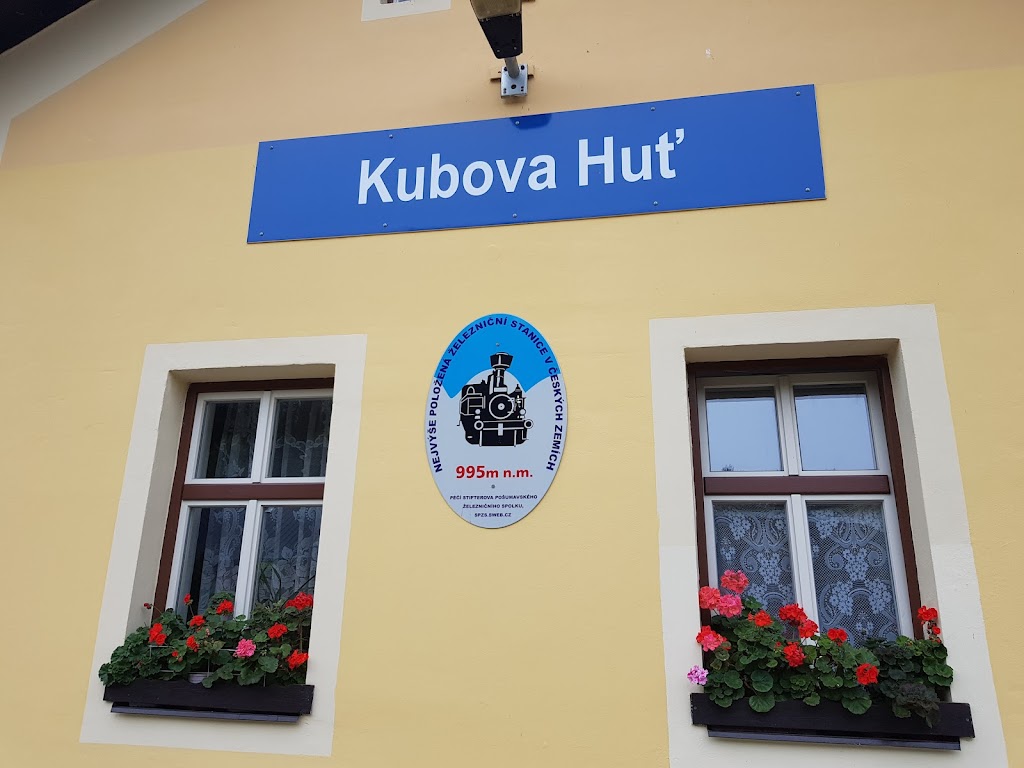 Kubova Huť
NEJVÝŠE POLOŽENÁ ŽELEZNIČNÍ STANICE V ČESKÝCH ZEMÍCH
995m n.m.
PÉČÍ STIFTEROVA POŠUMAVSKÉHO
ŽELEZNIČNÍHO SPOLKU,
SPZS.SWEB.CZ